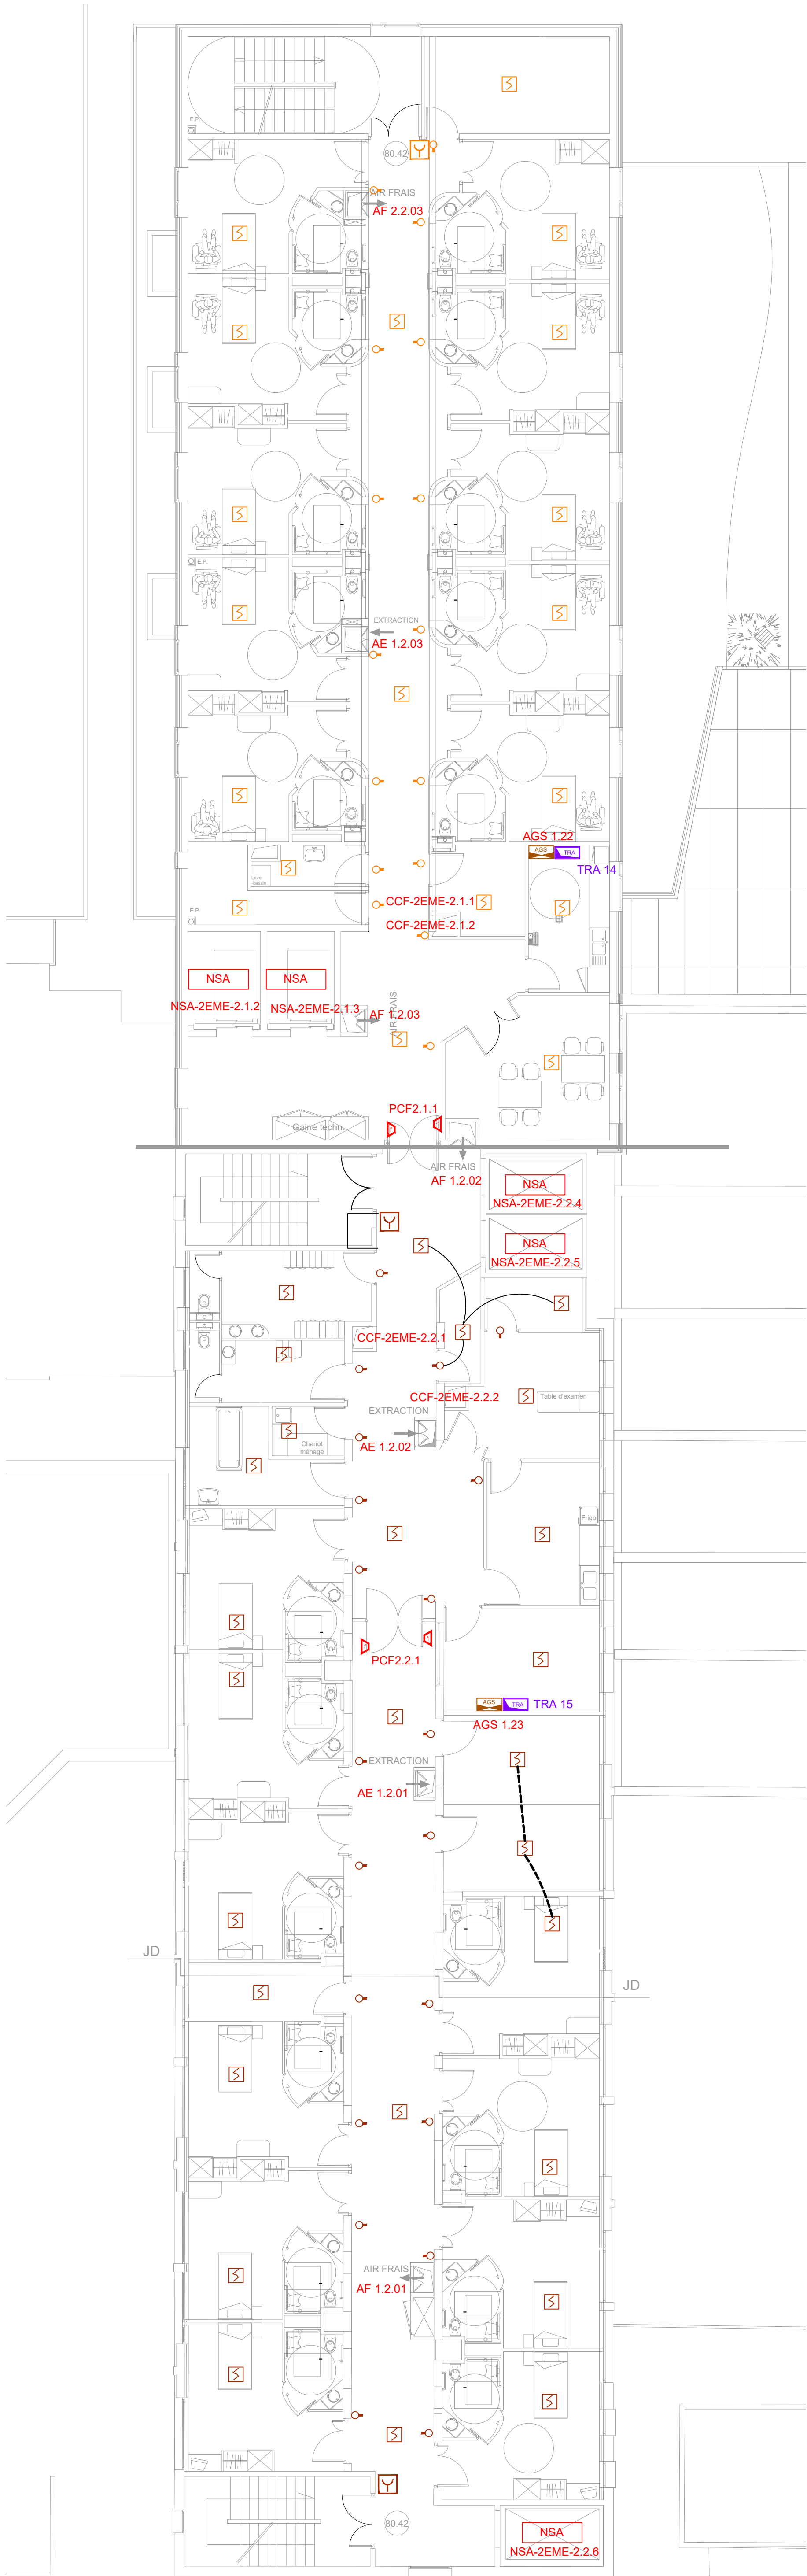 E.P.
80.42
AIR FRAIS
AF 2.2.03
E.P.
EXTRACTION
AE 1.2.03
AGS 1.22
AGS
TRA
TRA 14
Lave
bassin
CCF-2EME-2.1.1
E.P.
CCF-2EME-2.1.2
NSA
NSA
NSA-2EME-2.1.2
NSA-2EME-2.1.3
AIR FRAIS
AF 1.2.03
PCF2.1.1
Gaine techn.
AIR FRAIS
AF 1.2.02
NSA
NSA-2EME-2.2.4
NSA
NSA-2EME-2.2.5
CCF-2EME-2.2.1
CCF-2EME-2.2.2
Table d'examen
EXTRACTION
Chariot
ménage
AE 1.2.02
Frigo
PCF2.2.1
AGS
TRA
TRA 15
AGS 1.23
EXTRACTION
AE 1.2.01
JD
JD
AIR FRAIS
AF 1.2.01
80.42
NSA
NSA-2EME-2.2.6